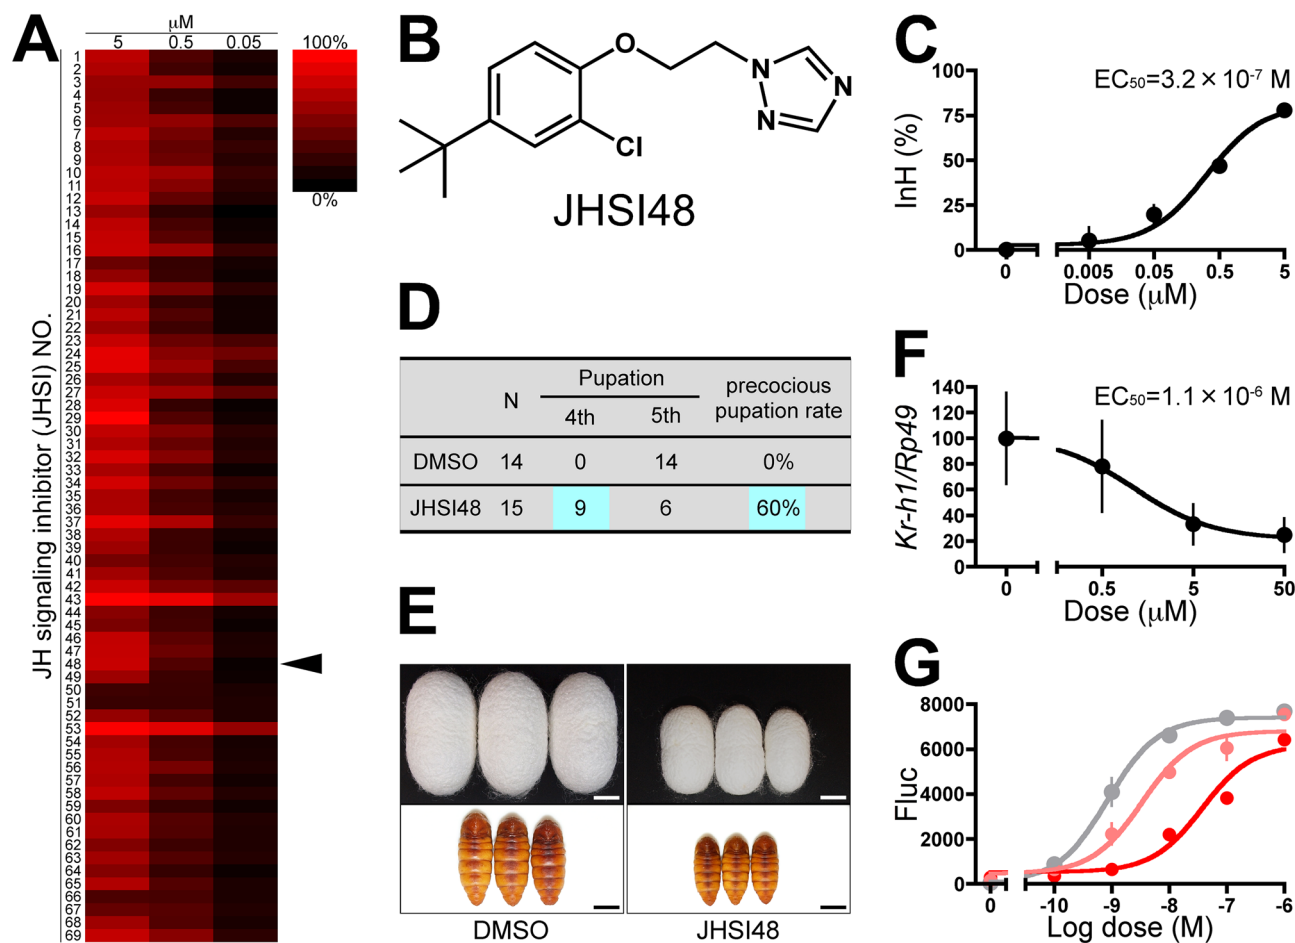 A
μM
5 0.5 0.05
JH signaling inhibitor (JHSI) NO.
1
2
3
4
5
6
7
8
9
10
11
12
13
14
15
16
17
18
19
20
21
22
23
24
25
26
27
28
29
30
31
32
33
34
35
36
37
38
39
40
41
42
43
44
45
46
47
48
49
50
51
52
53
54
55
56
57
58
59
60
61
62
63
64
65
66
67
68
69
100%
0%
B
O
N
N
N
Cl
JHSI48
C
EC50=3.2×10-7 M
InH (%)
100
75
50
25
0
0 0.005 0.05 0.5 5
Dose (μM)
D
N Pupation precocious pupation rate
4th 5th
DMSO 14 0 14 0%
JHSI48 15 9 6 60%
E
DMSO JHSI48
F
EC50=1.1×10-6 M
Kr-h1/Rp49
140
120
100
80
60
40
20
0
0 0.5 5 50
Dose (μM)
G
Fluc
8000
6000
4000
2000
0
0 -10 -9 -8 -7 -6
Log dose (M)